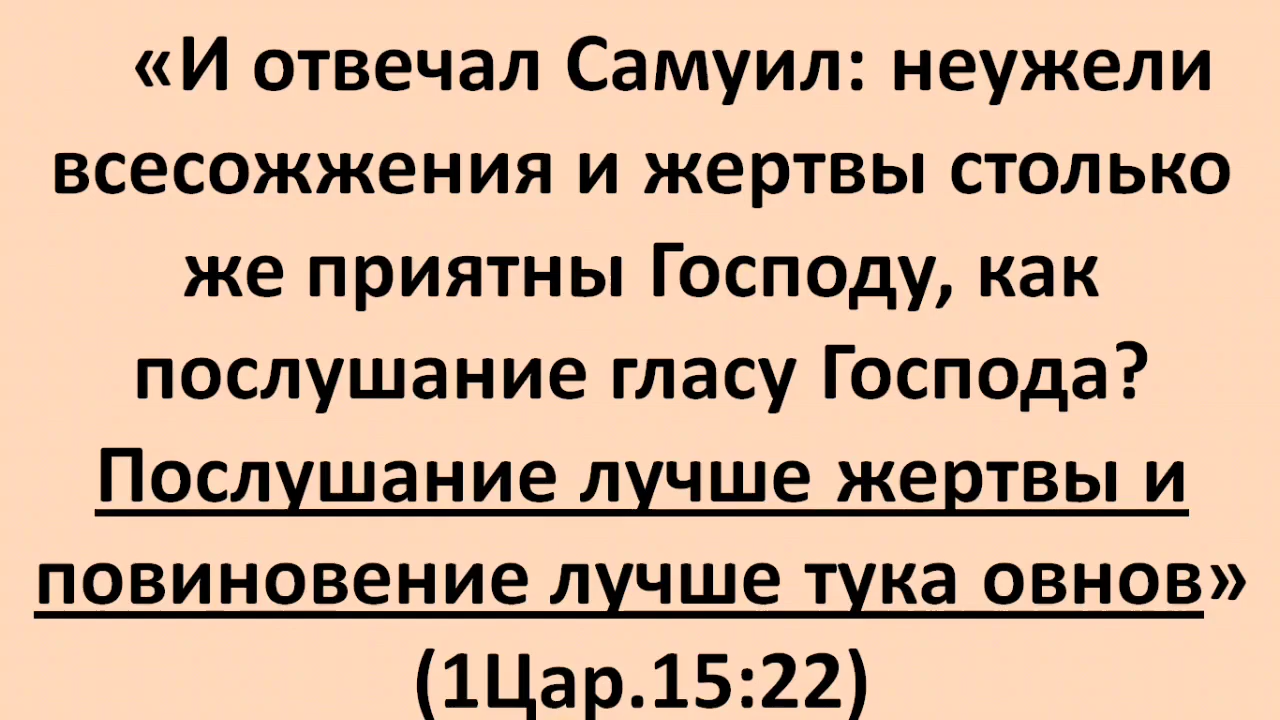 «И отвечал Самуил: неужели
всесожжения и жертвы столько
же приятны Господу, как
послушание гласу Господа?
Послушание лучше жертвы и
повиновение лучше тука овнов»
(1Цар.15:22)